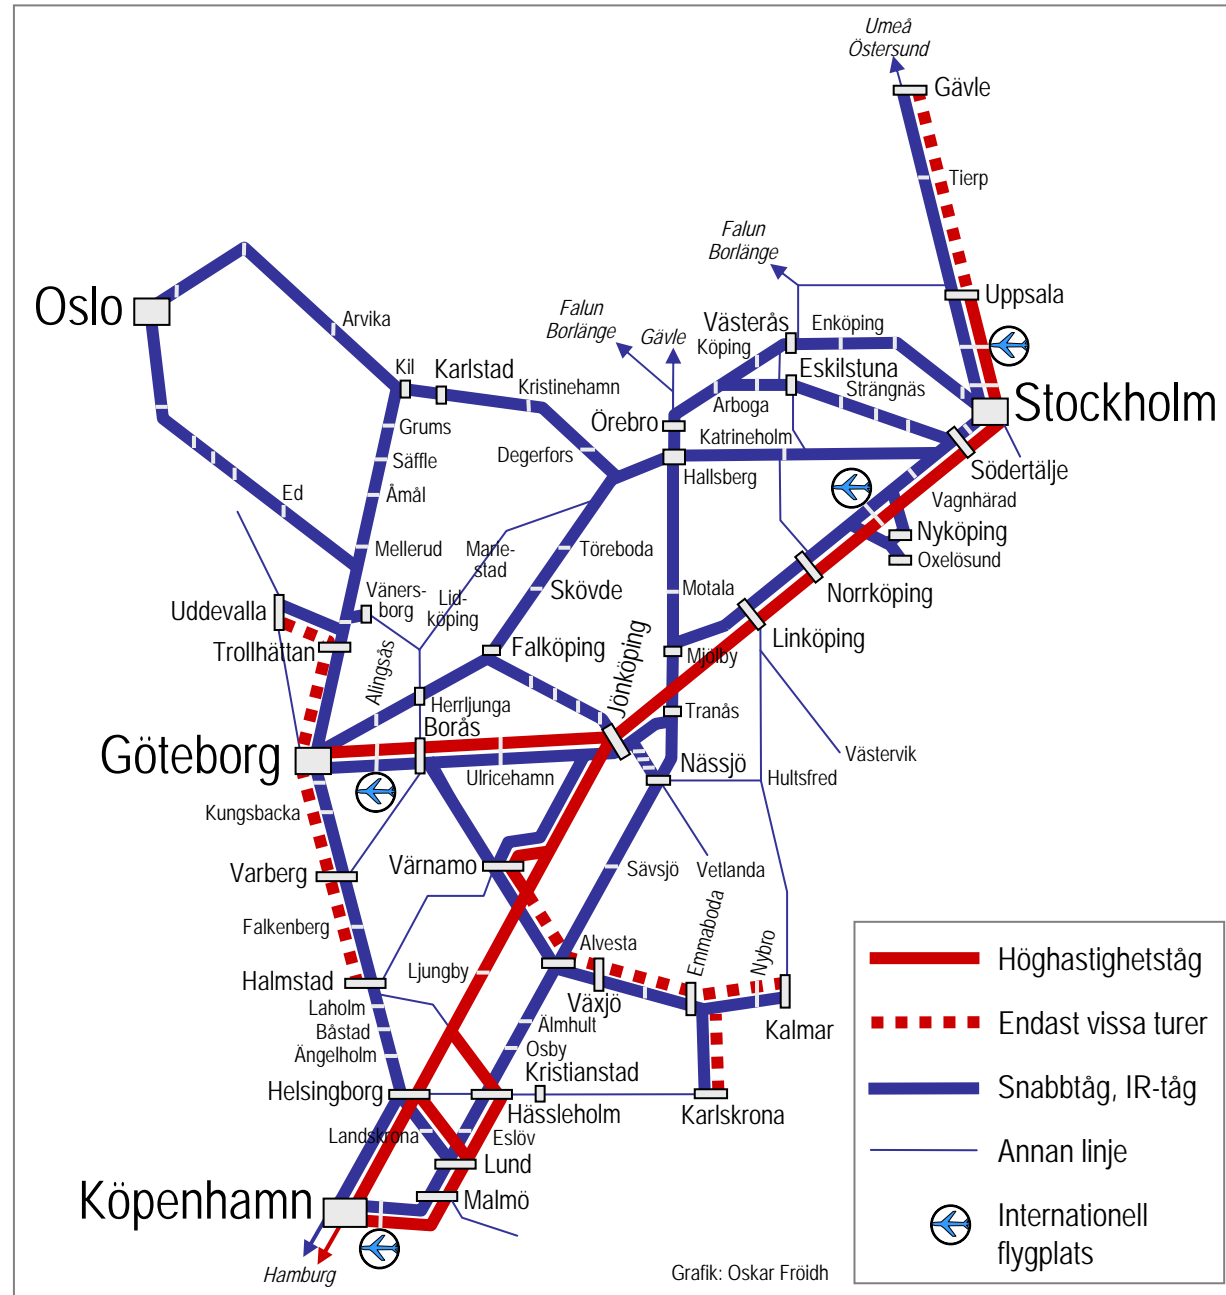 Umeå
Östersund
Gävle
Tierp
Falun
Borlänge
Uppsala
Oslo
Falun
Borlänge
Gävle
Västerås
Enköping
Köping
Arvika
Kil
Karlstad
Kristinehamn
Eskilstuna
Strängnäs
Arboga
Stockholm
Örebro
Grums
Degerfors
Katrineholm
Säffle
Hallsberg
Södertälje
Ed
Åmål
Vagnhärad
Nyköping
Mellerud
Marie-
stad
Töreboda
Oxelösund
Väners-
borg
Lid-
köping
Skövde
Motala
Norrköping
Uddevalla
Trollhättan
Alingsås
Falköping
Jönköping
Mjölby
Linköping
Herrljunga
Tranås
Borås
Göteborg
Ulricehamn
Nässjö
Västervik
Hultsfred
Kungsbacka
Värnamo
Sävsjö
Vetlanda
Varberg
Emmaboda
Nybro
Falkenberg
Alvesta
Ljungby
Halmstad
Växjö
Kalmar
Laholm
Båstad
Ängelholm
Älmhult
Osby
Kristianstad
Helsingborg
Hässleholm
Karlskrona
Landskrona
Eslöv
Lund
Malmö
Köpenhamn
Hamburg
Höghastighetståg
Endast vissa turer
Snabbtåg, IR-tåg
Annan linje
Internationell
flygplats
Grafik: Oskar Fröidh